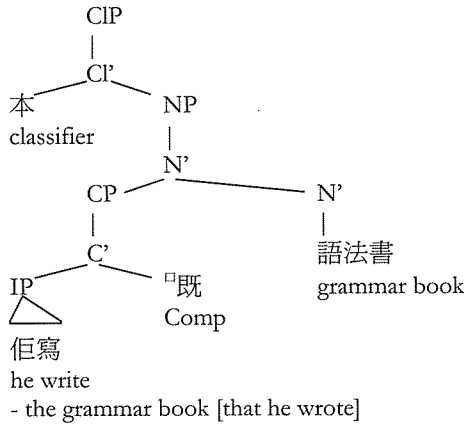 ClP
Cl’
本
NP
classifier
N’
CP
N’
C’
語法書
IP
□既
grammar book
Comp
佢寫
he write
- the grammar book [that he wrote]